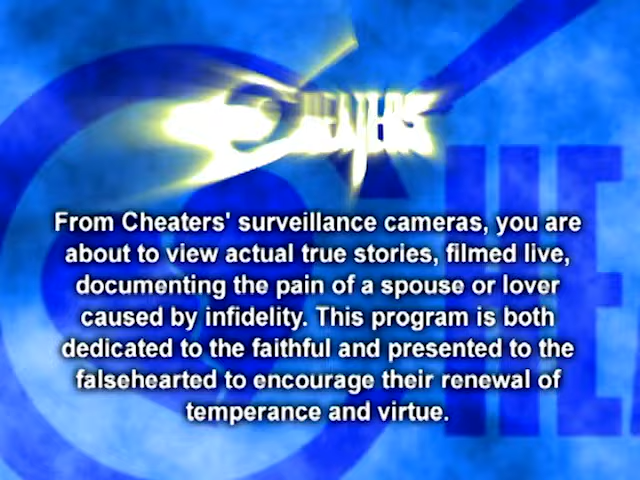 CHEATERS
From Cheaters' surveillance cameras, you are
about to view actual true stories, filmed live,
documenting the pain of a spouse or lover
caused by infidelity. This program is both
dedicated to the faithful and presented to the
falsehearted to encourage their renewal of
temperance and virtue.